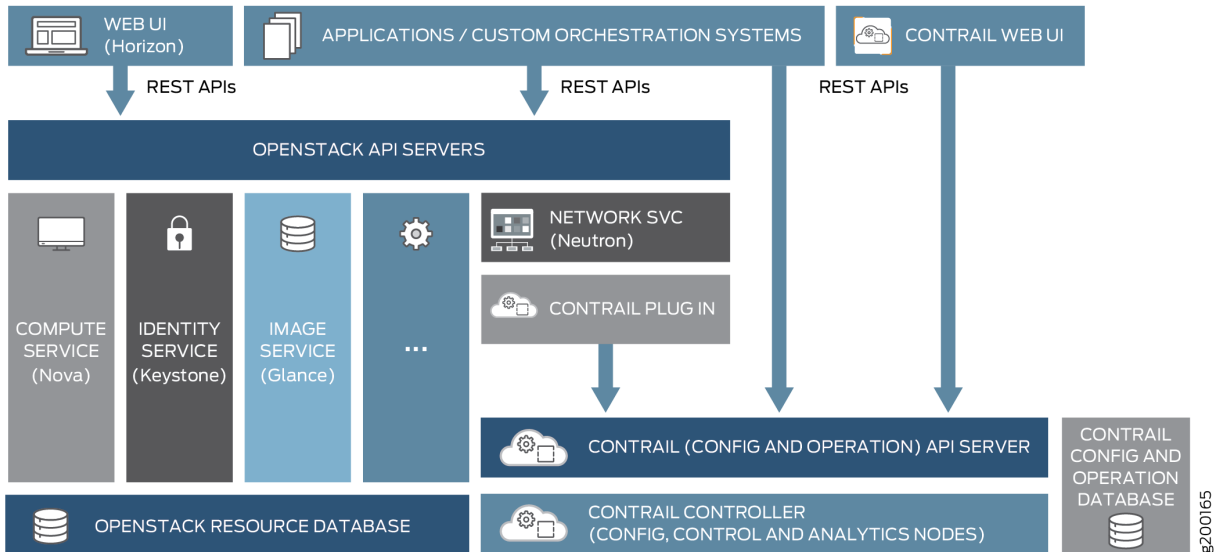 WEB UI
(Horizon)
APPLICATIONS / CUSTOM ORCHESTRATION SYSTEMS
CONTRAIL WEB UI
REST APIs
REST APIs
REST APIs
OPENSTACK API SERVERS
COMPUTE
SERVICE
(Nova)
IDENTITY
SERVICE
(Keystone)
IMAGE
SERVICE
(Glance)
...
NETWORK SVC
(Neutron)
CONTRAIL PLUG IN
CONTRAIL (CONFIG AND OPERATION) API SERVER
CONTRAIL
CONFIG AND
OPERATION
DATABASE
OPENSTACK RESOURCE DATABASE
CONTRAIL CONTROLLER
(CONFIG, CONTROL AND ANALYTICS NODES)
g200165